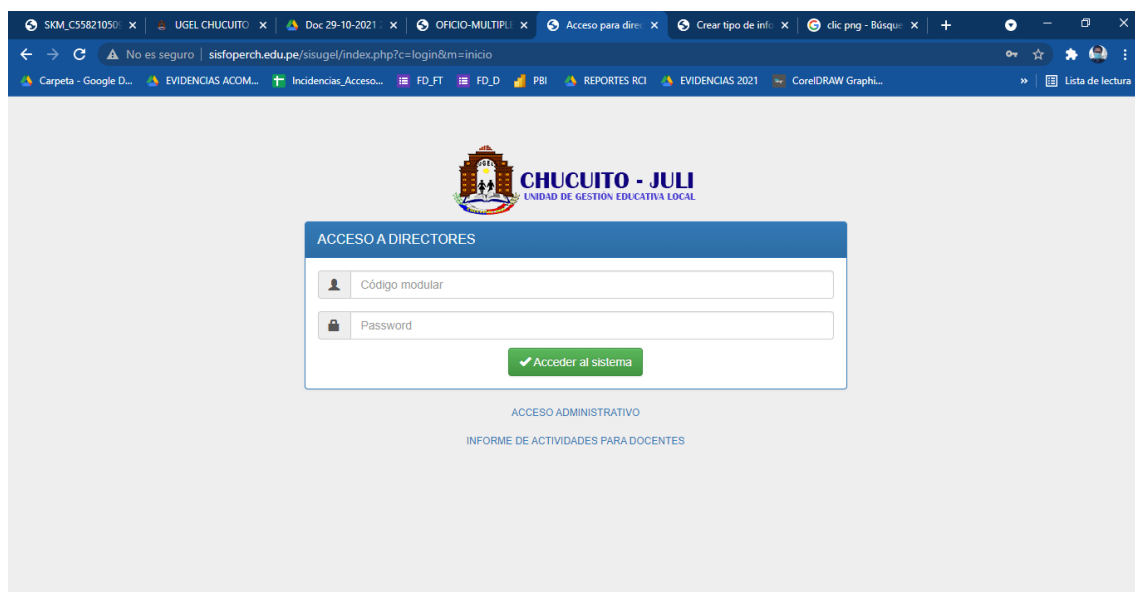 SKM_C55821050
UGEL CHUCUITO
Doc 29-10-2021
OFICIO-MULTIPL
Acceso para direc
Crear tipo de info
clic png - Búsque
No es seguro | sisfoperch.edu.pe/sisugel/index.php?c=login&m=inicio
Carpeta - Google D...
EVIDENCIAS ACOM...
Incidencias_Acceso...
FD_FT
FD_D
PBI
REPORTES RCI
EVIDENCIAS 2021
CorelDRAW Graphi...
»
Lista de lectura
UGEL
CHUCUITO - JULI
UNIDAD DE GESTIÓN EDUCATIVA LOCAL
ACCESO A DIRECTORES
Código modular
Password
Acceder al sistema
ACCESO ADMINISTRATIVO
INFORME DE ACTIVIDADES PARA DOCENTES